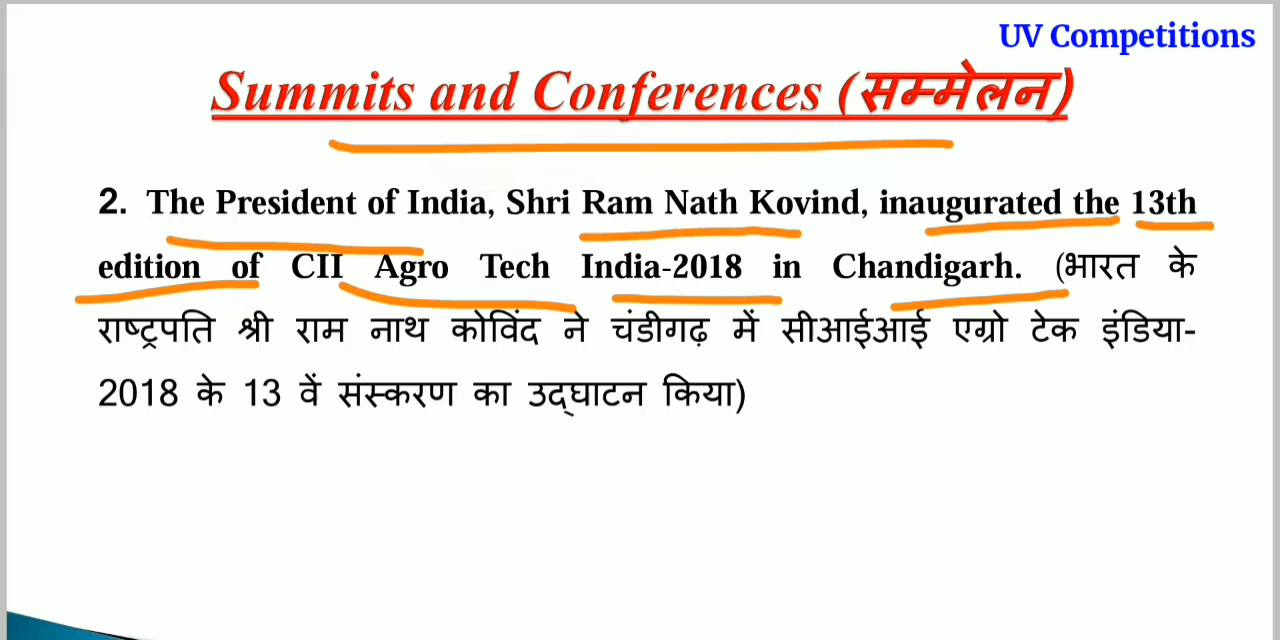 UV Competitions
Summits and Conferences (सम्मेलन)
2. The President of India, Shri Ram Nath Kovind, inaugurated the 13th
edition of CII Agro Tech India-2018 in Chandigarh. (भारत के
राष्ट्रपति श्री राम नाथ कोविंद ने चंडीगढ़ में सीआईआई एग्रो टेक इंडिया-
2018 के 13 वें संस्करण का उद्घाटन किया)